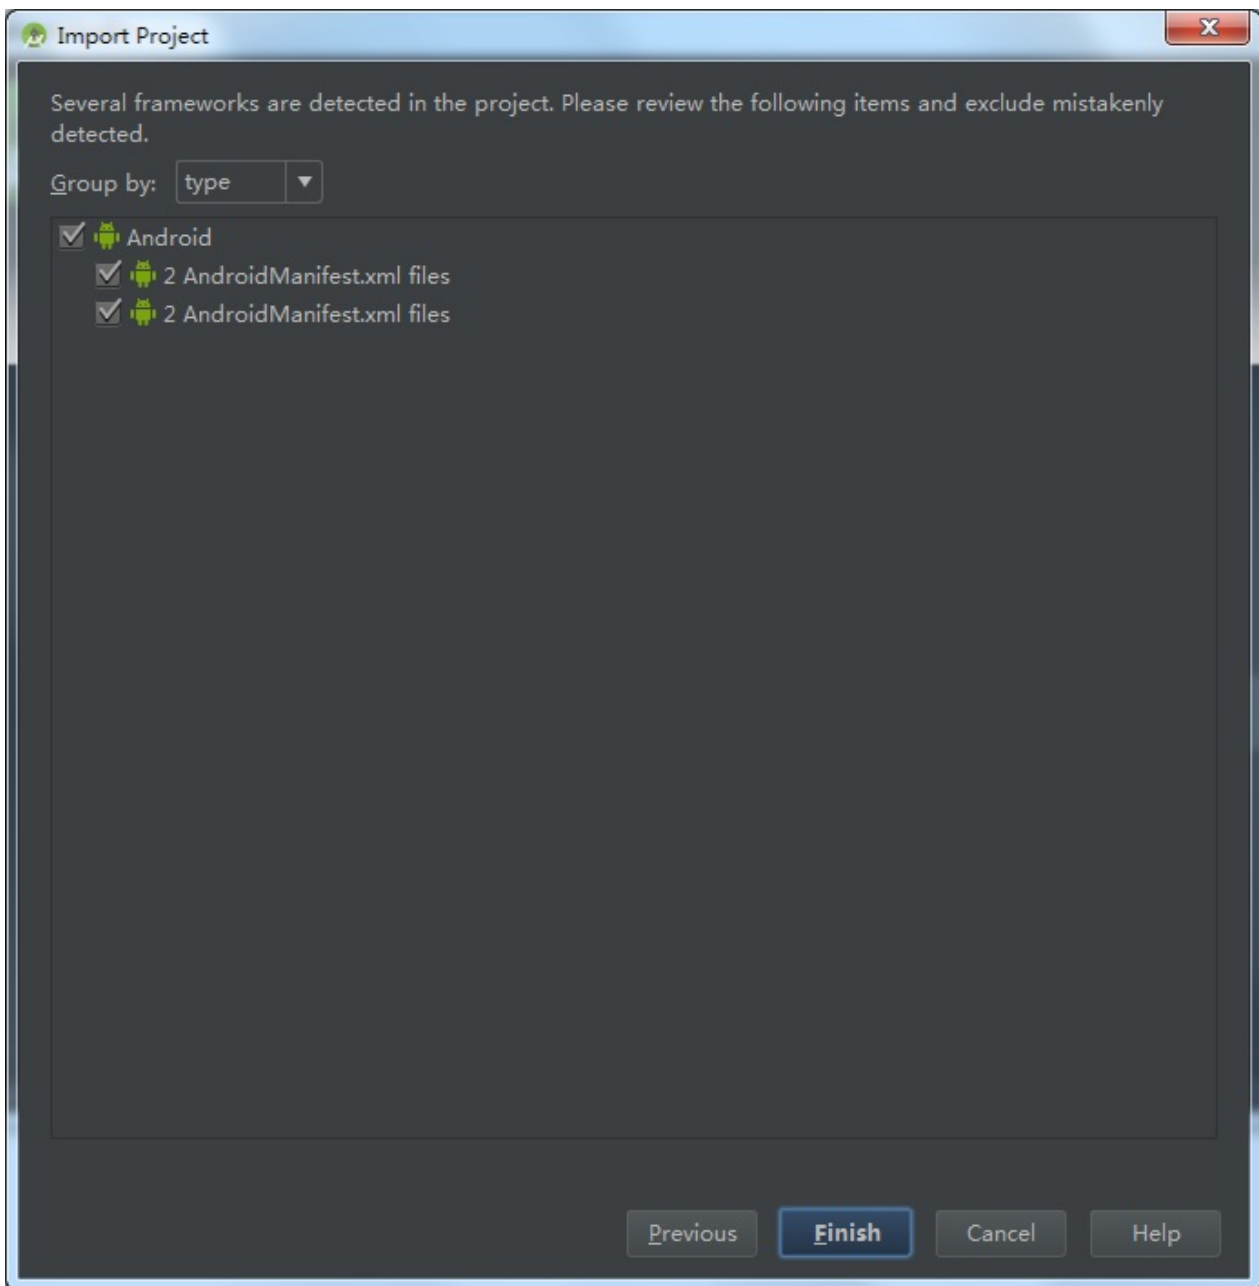 Import Project
Several frameworks are detected in the project. Please review the following items and exclude mistakenly
detected.
Group by: type
Android
2 AndroidManifest.xml files
2 AndroidManifest.xml files
Previous Finish Cancel Help